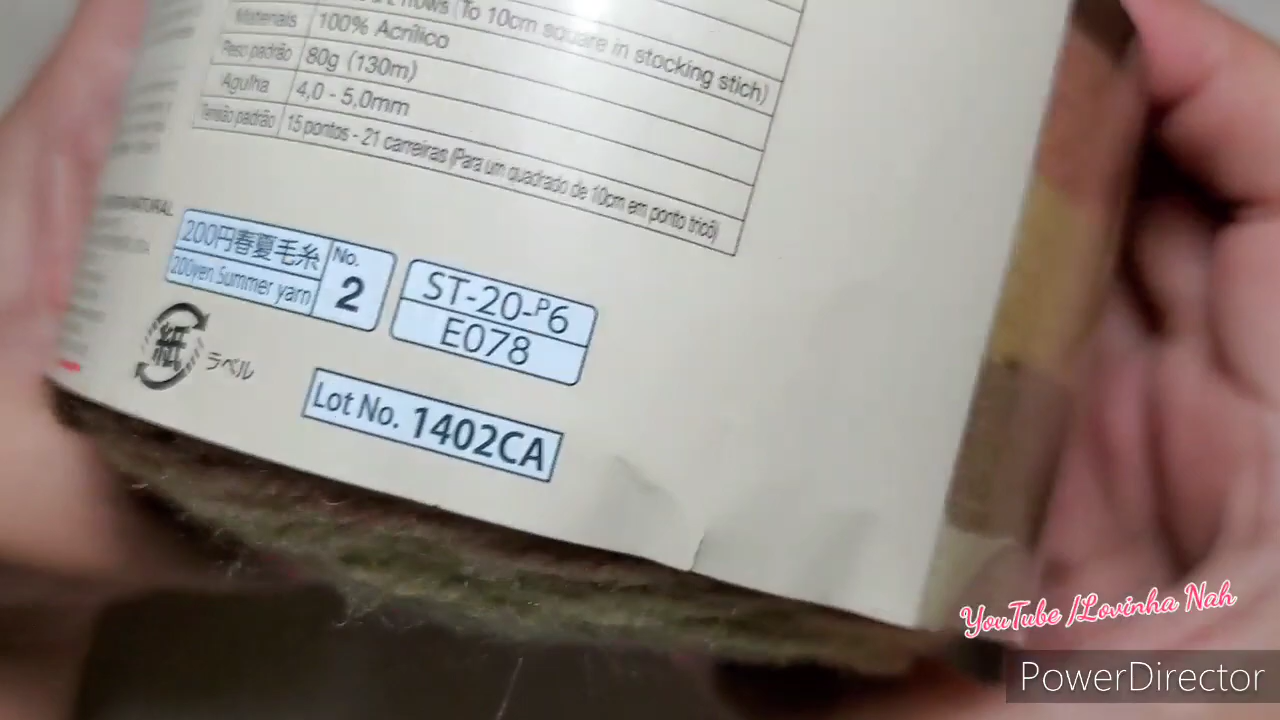 (To 10cm square in stocking stich)
Materiais 100% Acrílico
Peso padrão 80g (130m)
Agulha 4,0 - 5,0mm
Tensão padrão 15 pontos - 21 carreiras (Para um quadrado de 10cm em ponto tricô)
200円春夏毛糸 No.
200yen.Summer yarn 2
ST-20-P6
E078
紙 ラベル
Lot No. 1402CA
YouTube /Lovinha Nah
PowerDirector